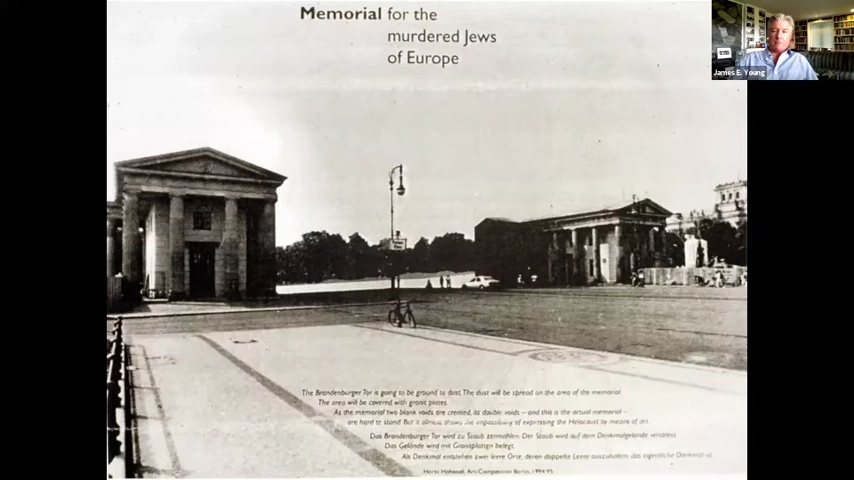 Memorial for the
murdered Jews
of Europe
James E. Young
The Brandenburger Tor is going to be ground to dust. The dust will be spread on the area of the memorial
The area will be covered with granit plates.
As the memorial two blank voids are created, its double voids – and this is the actual memorial –
are hard to stand. But it almost shows the impossibility of expressing the Holocaust by means of art.
Das Brandenburger Tor wird zu Staub zermahlen. Der Staub wird auf dem Denkmalgelände verstreut.
Das Gelände wird mit Granitplatten belegt.
Als Denkmal entstehen zwei leere Orte, deren doppelte Leere auszuhalten, das eigentliche Denkmal ist.
Horst Hoheisel, Art-Competition Berlin, 1994/95